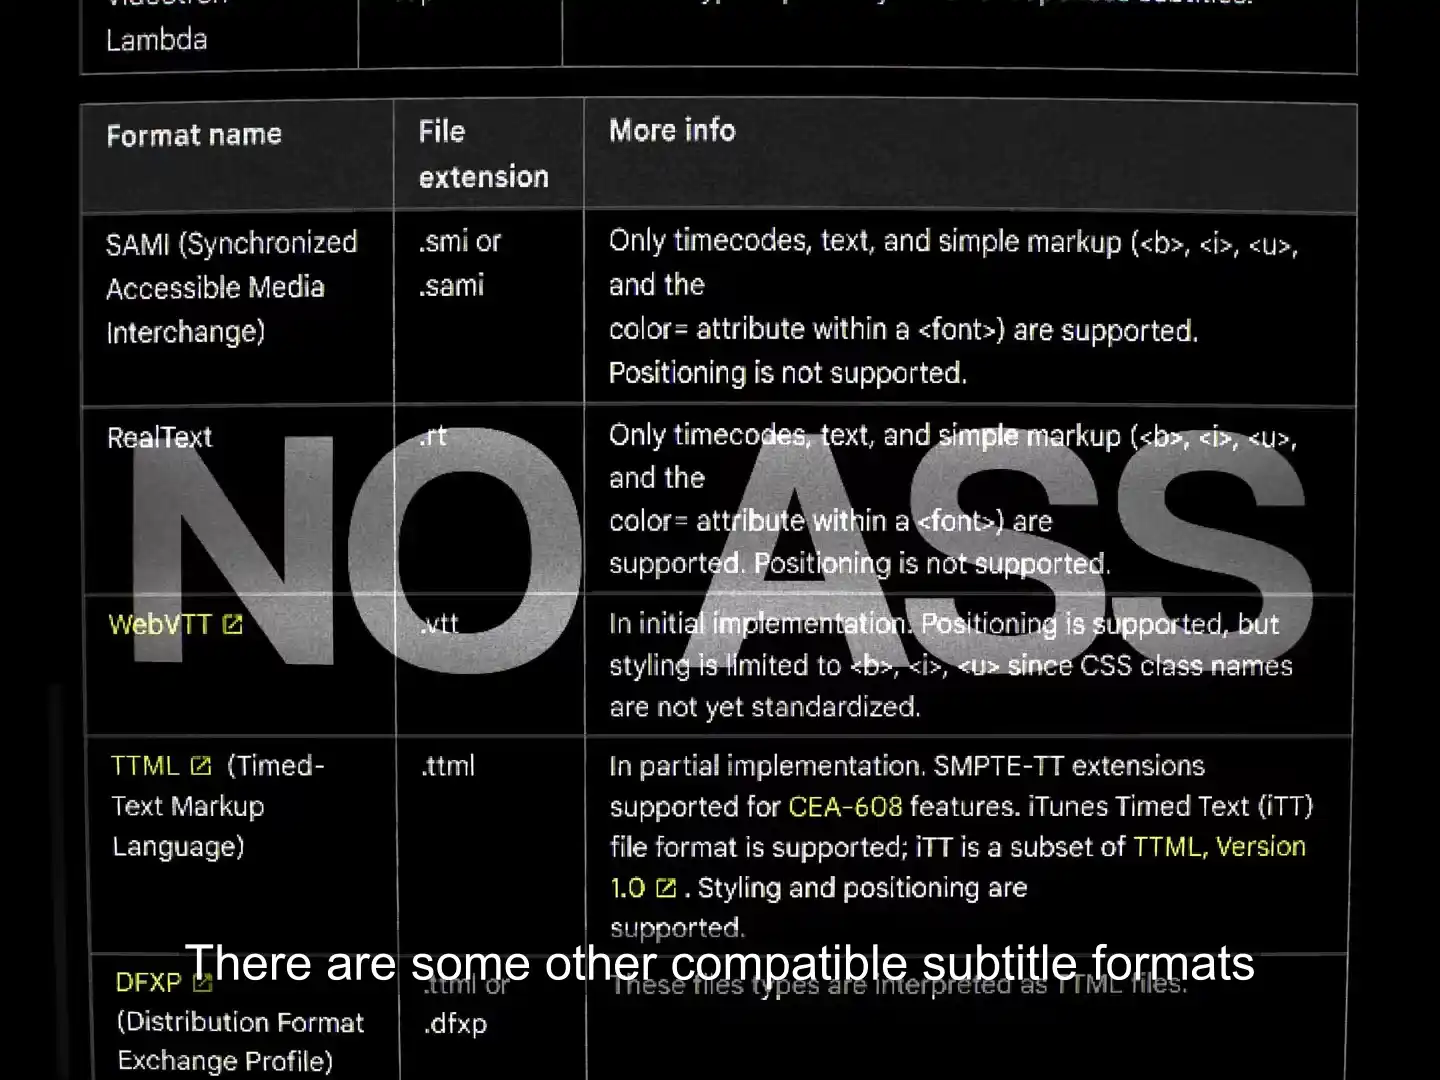 Lambda
Format name
File
extension
More info
SAMI (Synchronized
Accessible Media
Interchange)
.smi or
.sami
Only timecodes, text, and simple markup (<b>, <i>, <u>,
and the
color= attribute within a <font>) are supported.
Positioning is not supported.
RealText
.rt
Only timecodes, text, and simple markup (<b>, <i>, <u>,
and the
color= attribute within a <font>) are
supported. Positioning is not supported.
NO ASS
WebVTT
.vtt
In initial implementation. Positioning is supported, but
styling is limited to <b>, <i>, <u> since CSS class names
are not yet standardized.
TTML (Timed-
Text Markup
Language)
.ttml
In partial implementation. SMPTE-TT extensions
supported for CEA-608 features. iTunes Timed Text (iTT)
file format is supported; iTT is a subset of TTML, Version
1.0 . Styling and positioning are
supported.
There are some other compatible subtitle formats
DFXP
(Distribution Format
Exchange Profile)
.ttml or
.dfxp
These files types are interpreted as TTML files.